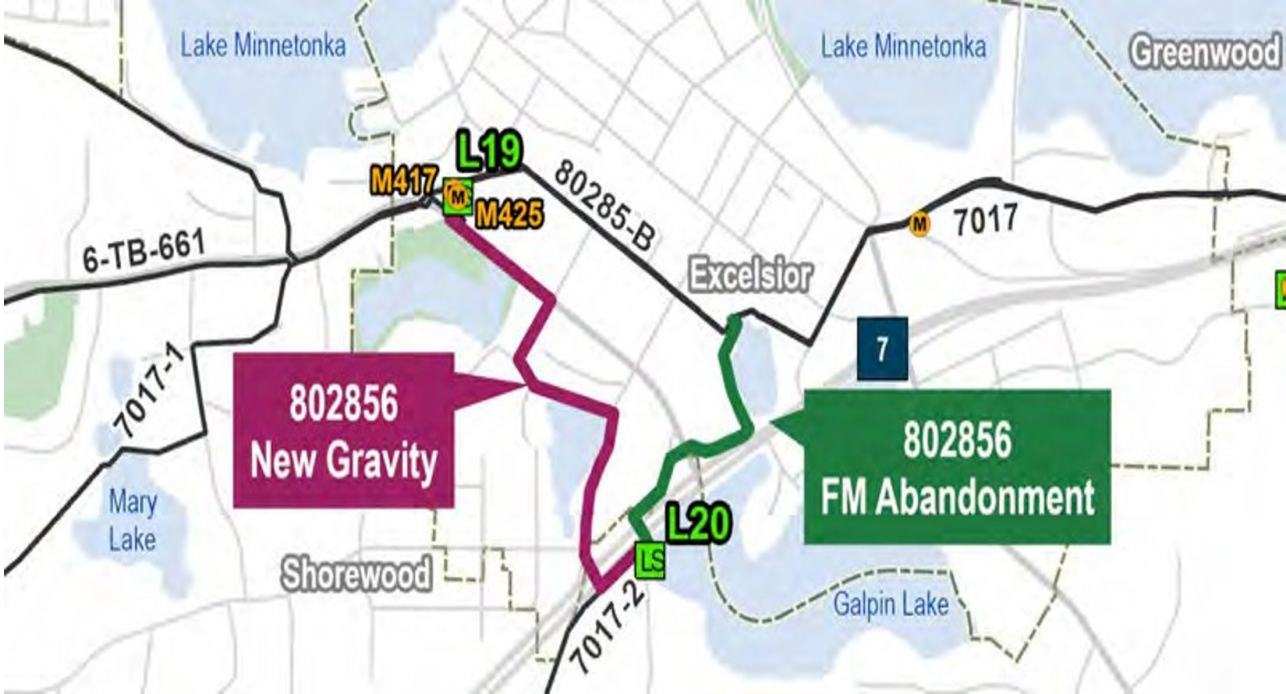 Lake Minnetonka
Lake Minnetonka
Greenwood
L19
M417
M
M425
80285-B
M
7017
6-TB-661
Excelsior
7
7017-1
802856
New Gravity
802856
FM Abandonment
Mary
Lake
L20
LS
Shorewood
Galpin Lake
7017-2